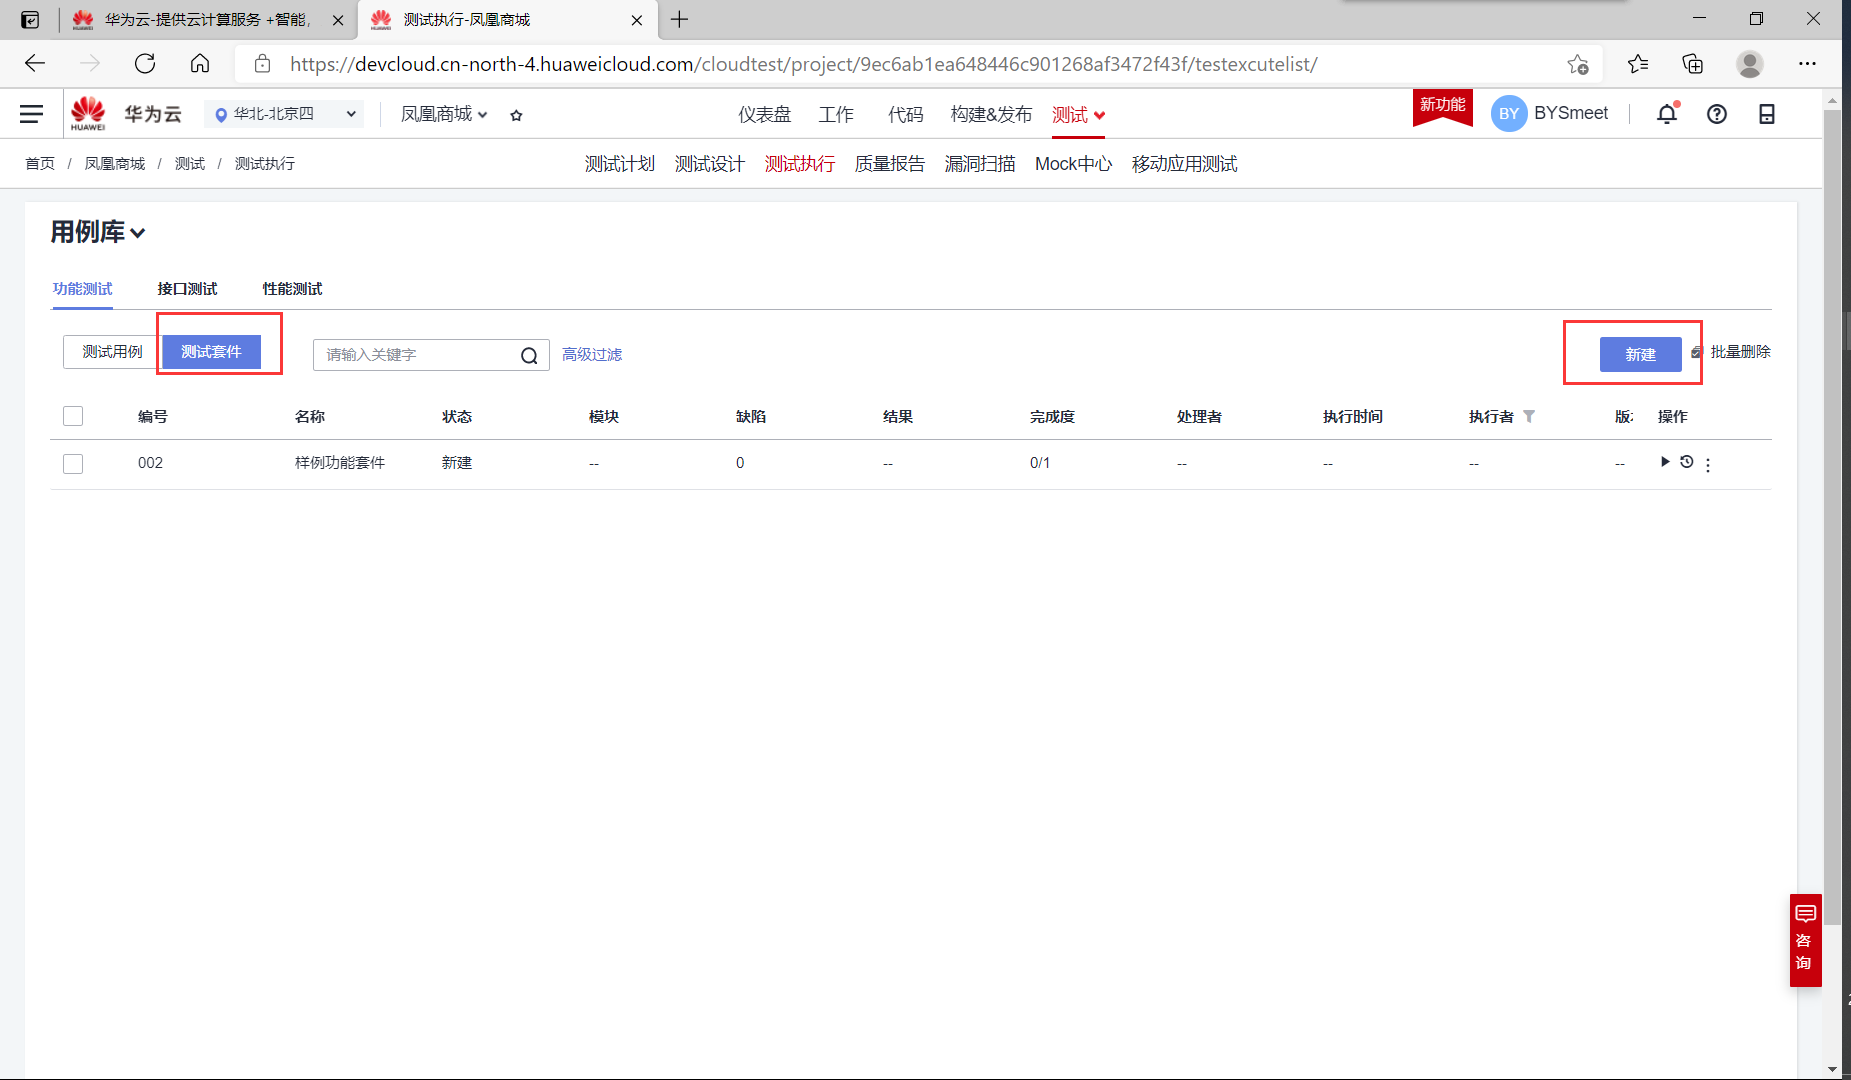 华为云-提供云计算服务 +智能,
测试执行-凤凰商城
https://devcloud.cn-north-4.huaweicloud.com/cloudtest/project/9ec6ab1ea648446c901268af3472f43f/testexcutelist/
HUAWEI 华为云 华北-北京四 凤凰商城 仪表盘 工作 代码 构建&发布 测试 新功能 BY BYSmeet
首页 / 凤凰商城 / 测试 / 测试执行 测试计划 测试设计 测试执行 质量报告 漏洞扫描 Mock中心 移动应用测试
用例库
功能测试 接口测试 性能测试
测试用例 测试套件 请输入关键字 高级过滤 新建 批量删除
编号 名称 状态 模块 缺陷 结果 完成度 处理者 执行时间 执行者 操作
002 样例功能套件 新建 -- 0 -- 0/1 -- -- -- --
咨
询